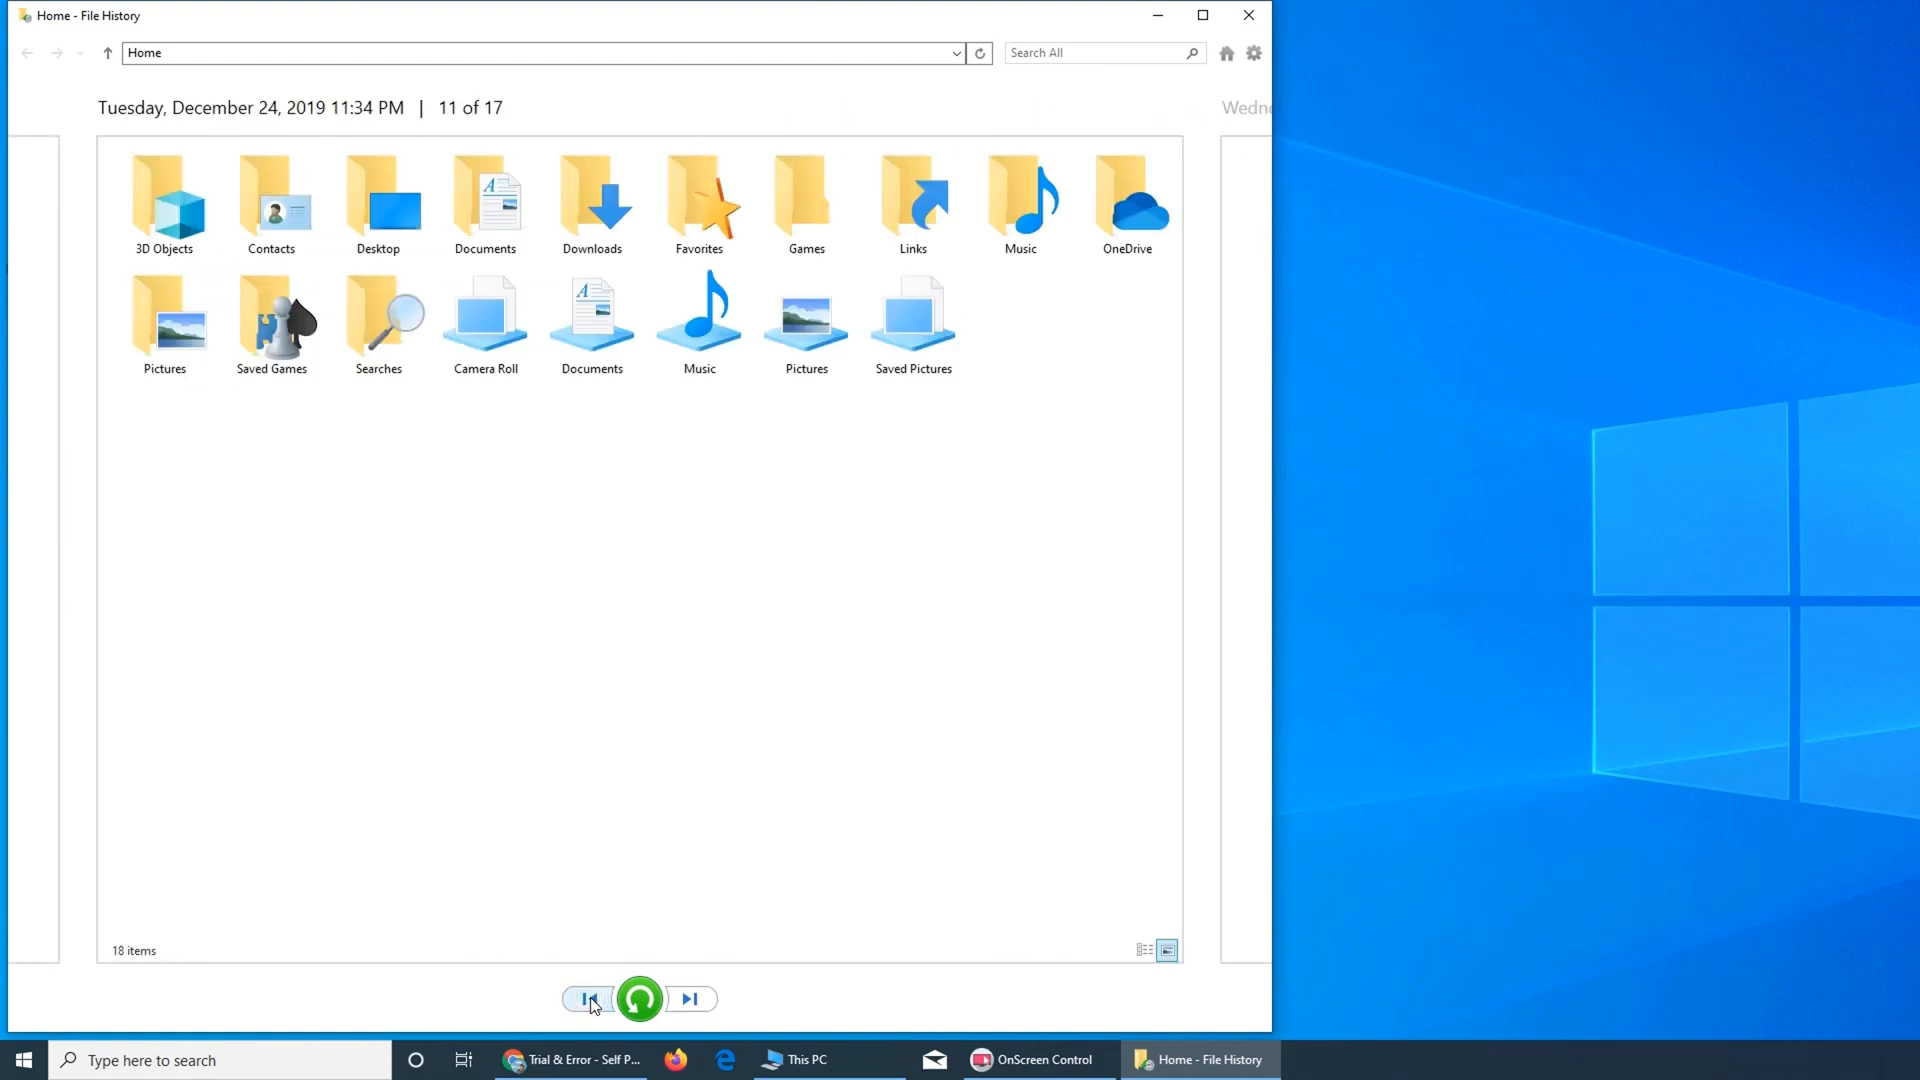 Home - File History
Home
Search All
Tuesday, December 24, 2019 11:34 PM | 11 of 17
Wedn
3D Objects
Contacts
Desktop
Documents
Downloads
Favorites
Games
Links
Music
OneDrive
Pictures
Saved Games
Searches
Camera Roll
Documents
Music
Pictures
Saved Pictures
18 items
Type here to search
Trial & Error - Self P...
This PC
OnScreen Control
Home - File History